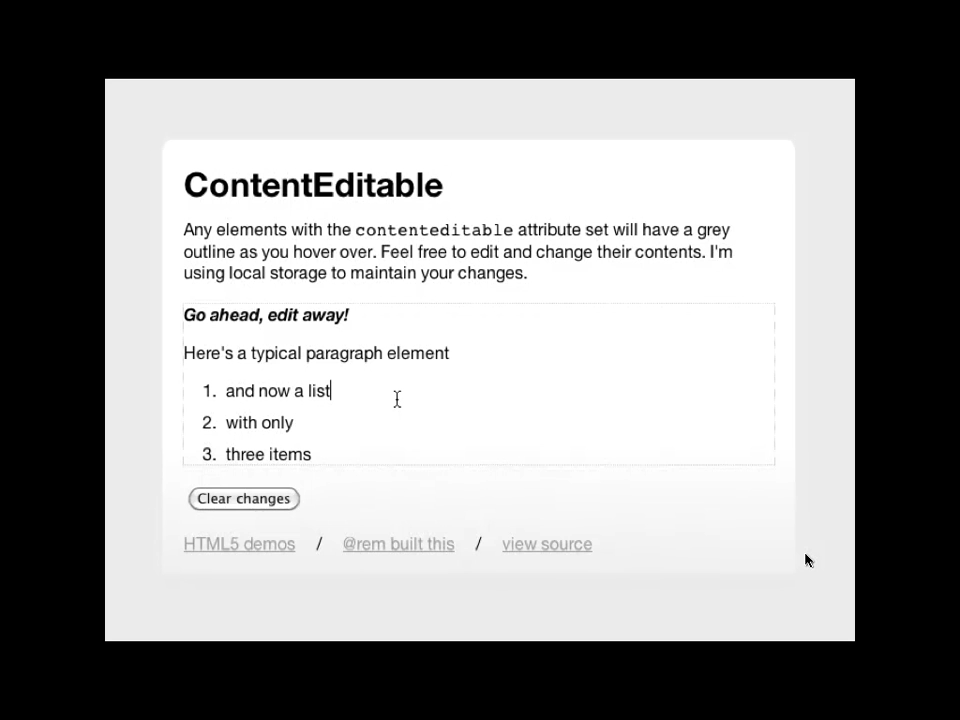 ContentEditable
Any elements with the contenteditable attribute set will have a grey
outline as you hover over. Feel free to edit and change their contents. I'm
using local storage to maintain your changes.
Go ahead, edit away!
Here's a typical paragraph element
1. and now a list
2. with only
3. three items
Clear changes
HTML5 demos / @rem built this / view source